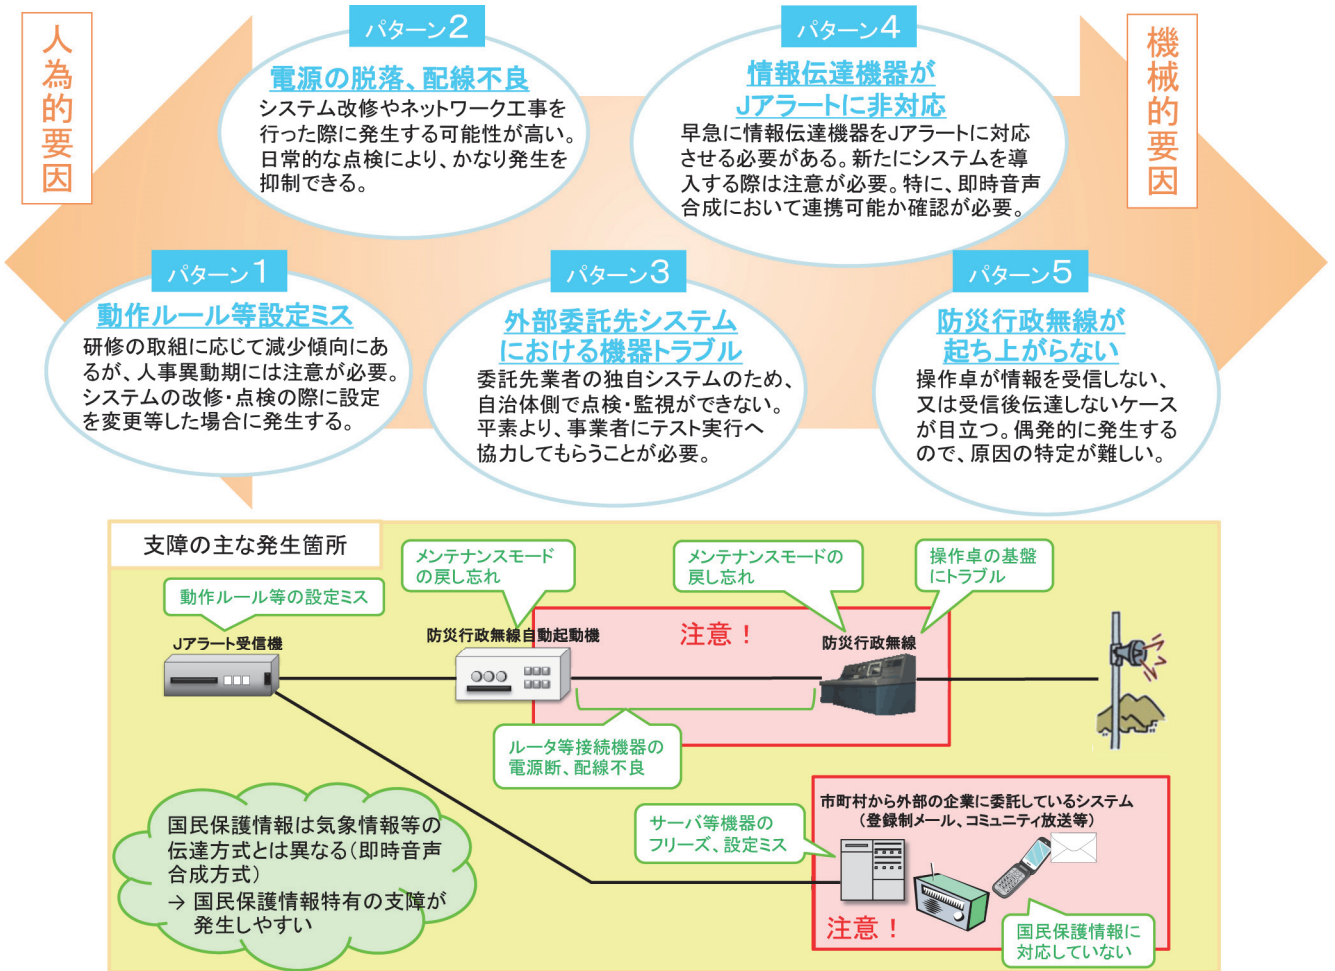 人為的要因
機械的要因
パターン2
電源の脱落、配線不良
システム改修やネットワーク工事を
行った際に発生する可能性が高い。
日常的な点検により、かなり発生を
抑制できる。
パターン4
情報伝達機器が
Jアラートに非対応
早急に情報伝達機器をJアラートに対応
させる必要がある。新たにシステムを導
入する際は注意が必要。特に、即時音声
合成において連携可能か確認が必要。
パターン1
動作ルール等設定ミス
研修の取組に応じて減少傾向にあ
るが、人事異動期には注意が必要。
システムの改修・点検の際に設定
を変更等した場合に発生する。
パターン3
外部委託先システム
における機器トラブル
委託先業者の独自システムのため、
自治体側で点検・監視ができない。
平素より、事業者にテスト実行へ
協力してもらうことが必要。
パターン5
防災行政無線が
起ち上がらない
操作卓が情報を受信しない、
又は受信後伝達しないケース
が目立つ。偶発的に発生する
ので、原因の特定が難しい。
支障の主な発生箇所
動作ルール等の設定ミス
メンテナンスモード
の戻し忘れ
メンテナンスモードの
戻し忘れ
操作卓の基盤
にトラブル
Jアラート受信機
防災行政無線自動起動機
注意！
防災行政無線
ルータ等接続機器の
電源断、配線不良
国民保護情報は気象情報等の
伝達方式とは異なる(即時音声
合成方式)
→ 国民保護情報特有の支障が
発生しやすい
サーバ等機器の
フリーズ、設定ミス
市町村から外部の企業に委託しているシステム
(登録制メール、コミュニティ放送等)
注意！
国民保護情報に
対応していない